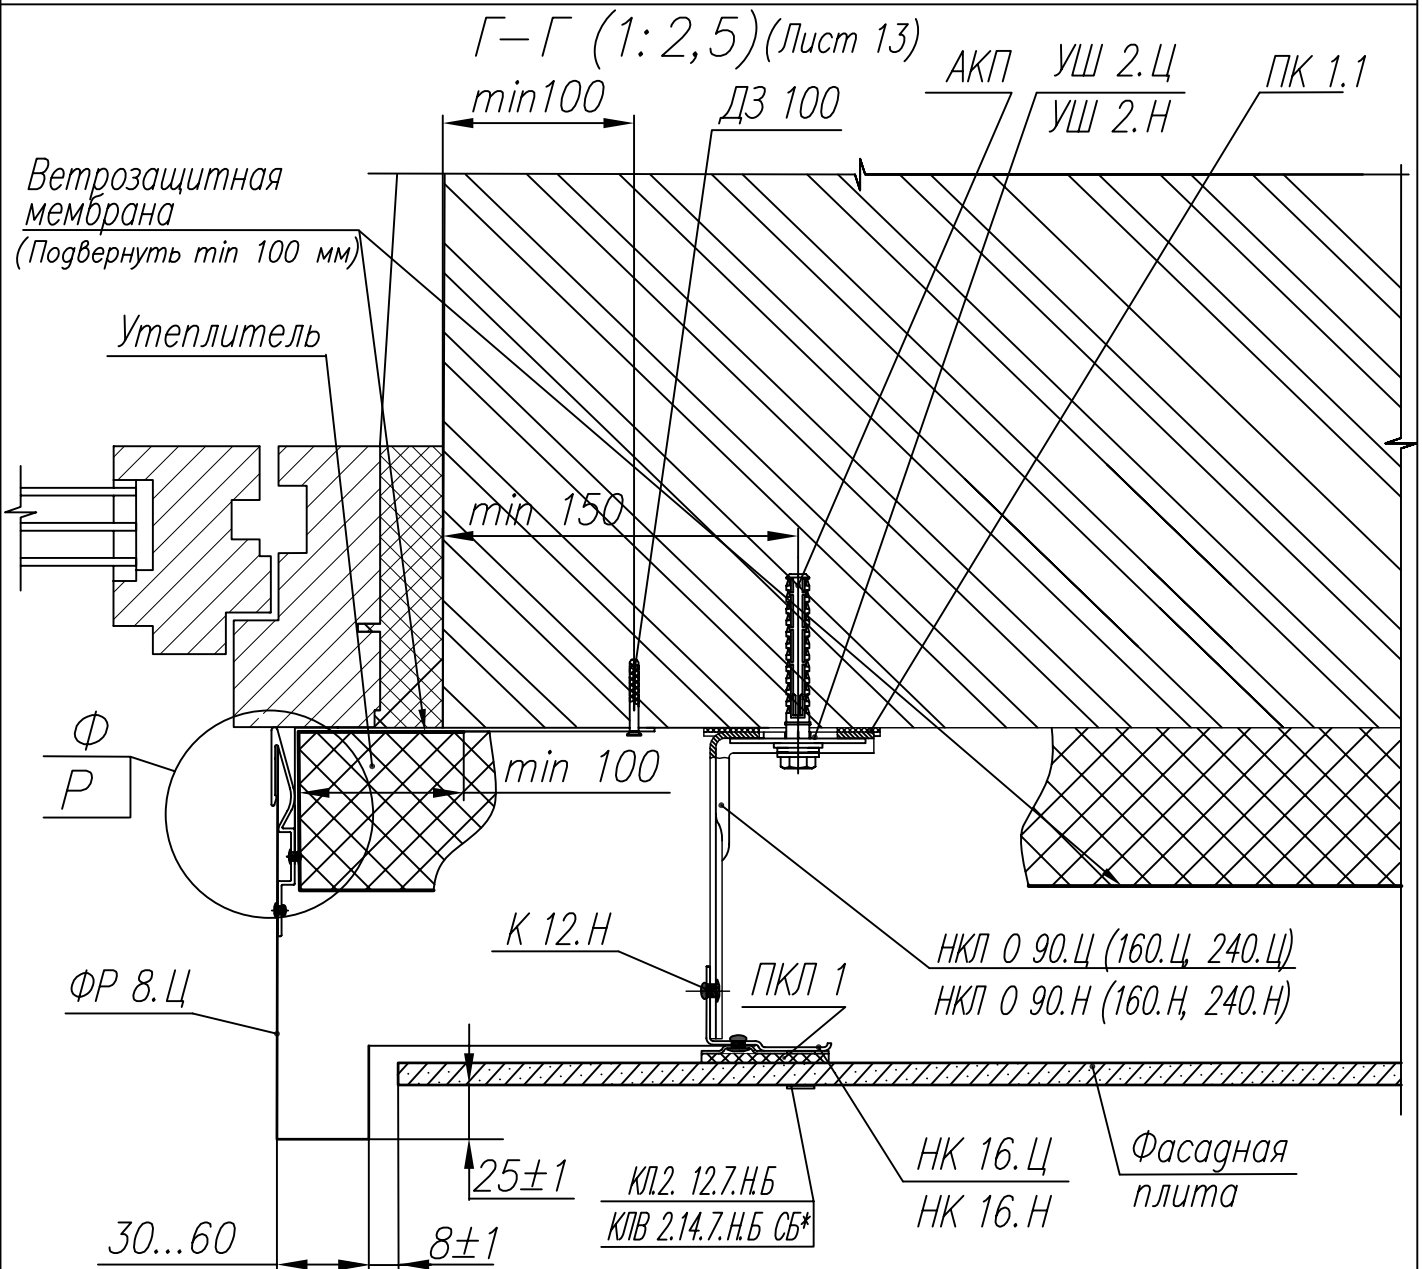 Г–Г (1:2,5) (Лист 13)
min100
ДЗ 100
АКП
УШ 2.Ц
УШ 2.Н
ПК 1.1
Ветрозащитная
мембрана
(Подвернуть min 100 мм)
Утеплитель
min 150
Ф
Р
min 100
К 12.Н
НКЛ О 90.Ц (160.Ц, 240.Ц)
НКЛ О 90.Н (160.Н, 240.Н)
ПКЛ 1
ФР 8.Ц
25±1
КЛ.2. 12.7.Н.Б
КЛВ 2.14.7.Н.Б СБ*
НК 16.Ц
НК 16.Н
Фасадная
плита
30...60
8±1